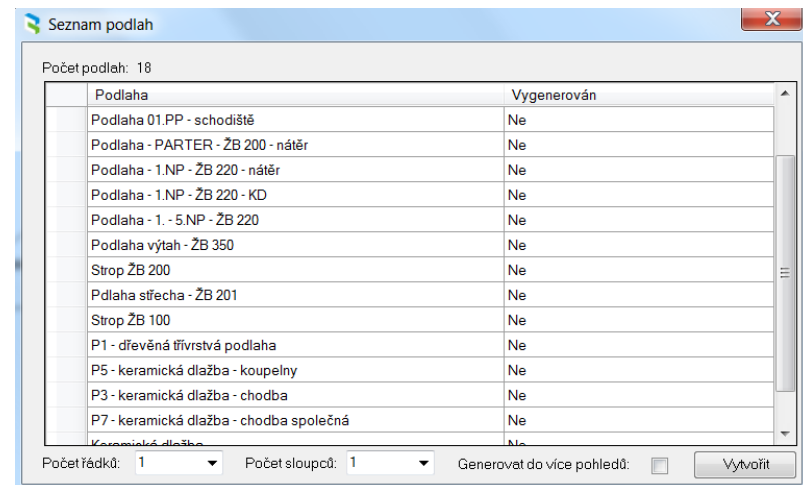 Seznam podlah
Počet podlah: 18
Podlaha Vygenerován
Podlaha 01.PP - schodiště Ne
Podlaha - PARTER - ŽB 200 - nátěr Ne
Podlaha - 1.NP - ŽB 220 - nátěr Ne
Podlaha - 1.NP - ŽB 220 - KD Ne
Podlaha - 1. - 5.NP - ŽB 220 Ne
Podlaha výtah - ŽB 350 Ne
Strop ŽB 200 Ne
Pdlaha střecha - ŽB 201 Ne
Strop ŽB 100 Ne
P1 - dřevěná třívrstvá podlaha Ne
P5 - keramická dlažba - koupelny Ne
P3 - keramická dlažba - chodba Ne
P7 - keramická dlažba - chodba společná Ne
Keramická dlažba Ne
Počet řádků: 1 Počet sloupců: 1 Generovat do více pohledů: Vytvořit